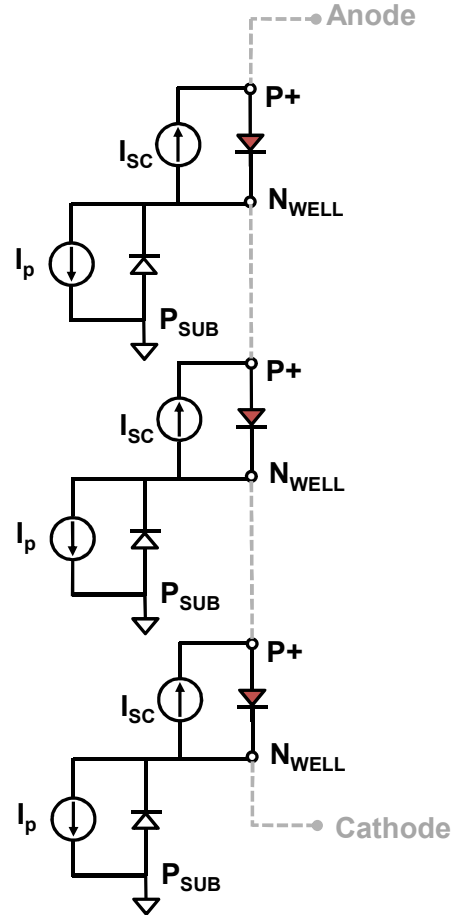 Anode
P+
I_SC
N_WELL
I_p
P_SUB
P+
I_SC
N_WELL
I_p
P_SUB
P+
I_SC
N_WELL
I_p
Cathode
P_SUB